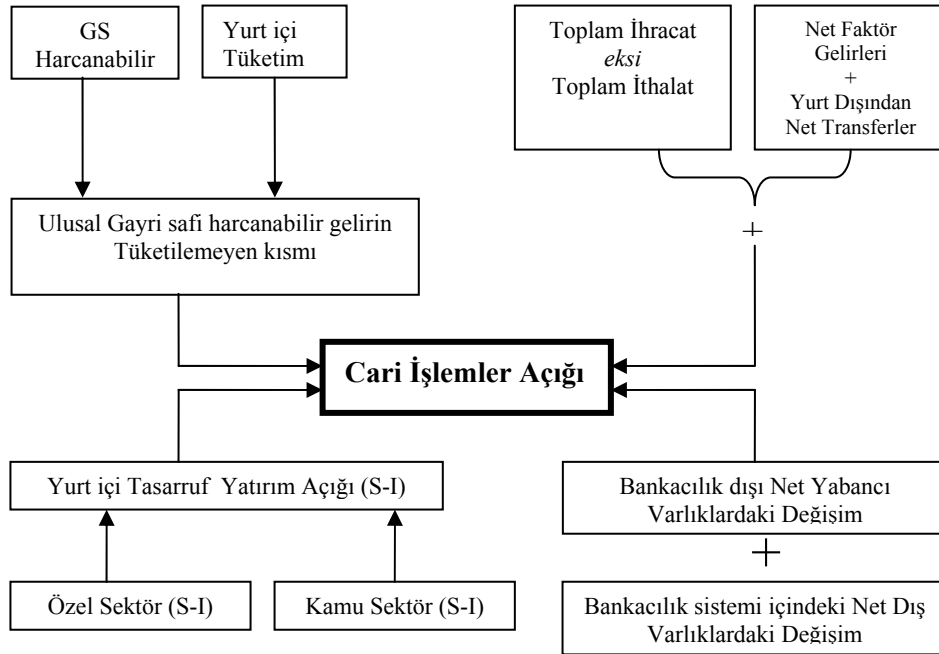 GS
Harcanabilir
Yurt içi
Tüketim
Toplam İhracat
eksi
Toplam İthalat
Net Faktör
Gelirleri
+
Yurt Dışından
Net Transferler
Ulusal Gayri safi harcanabilir gelirin
Tüketilemeyen kısmı
+
Cari İşlemler Açığı
Yurt içi Tasarruf Yatırım Açığı (S-I)
Bankacılık dışı Net Yabancı
Varlıklardaki Değişim
+
Özel Sektör (S-I)
Kamu Sektör (S-I)
Bankacılık sistemi içindeki Net Dış
Varlıklardaki Değişim